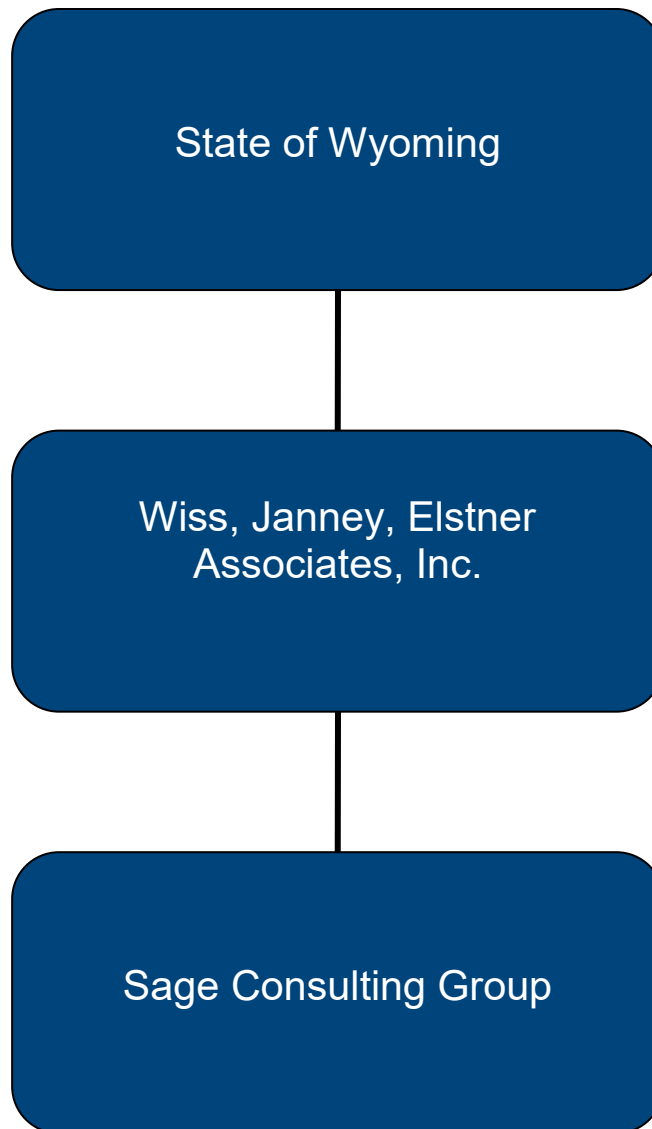 State of Wyoming
Wiss, Janney, Elstner
Associates, Inc.
Sage Consulting Group